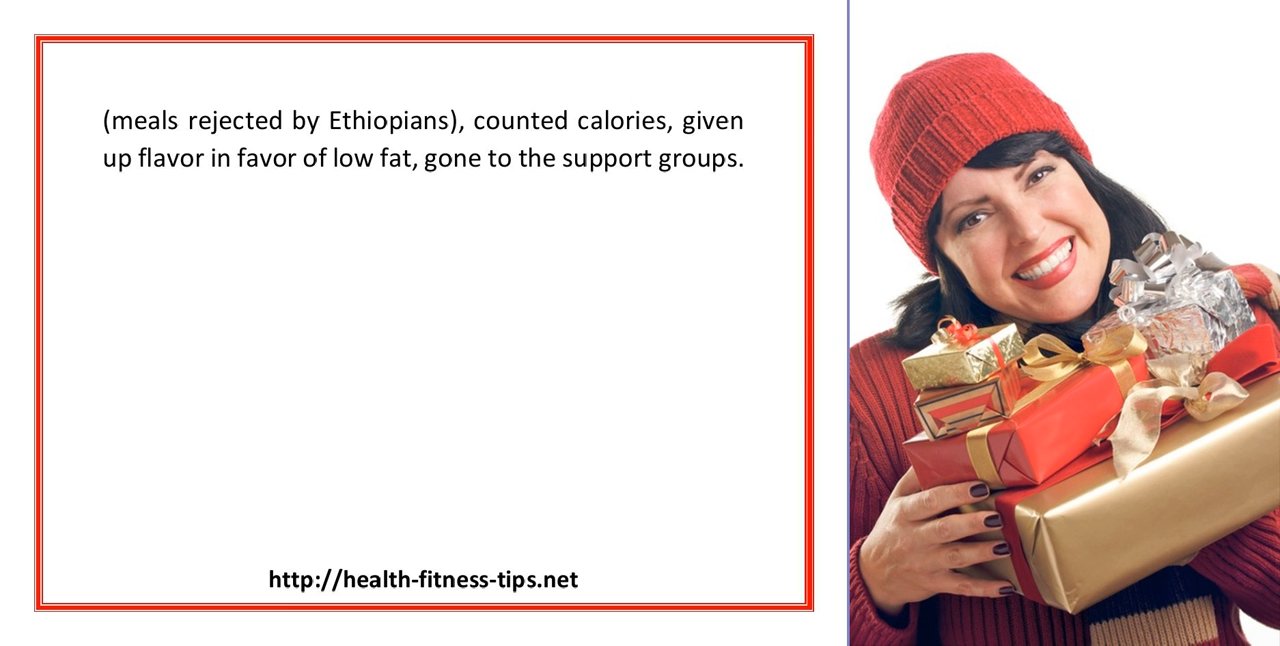 (meals rejected by Ethiopians), counted calories, given
up flavor in favor of low fat, gone to the support groups.
http://health-fitness-tips.net